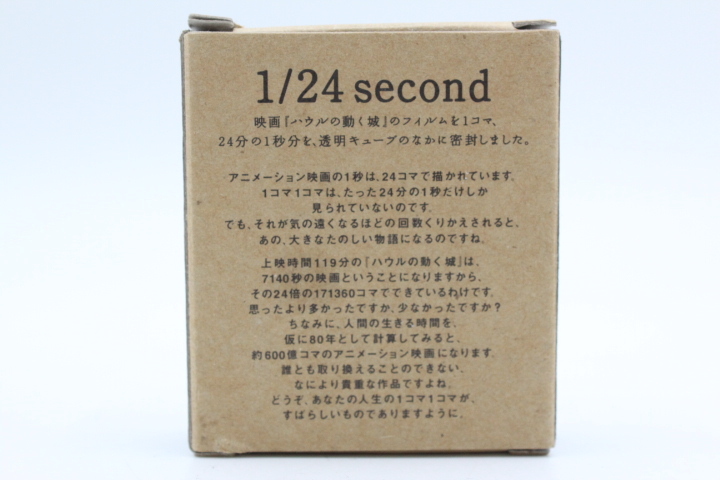 1/24 second
映画『ハウルの動く城』のフィルムを1コマ、
24分の1秒分を、透明キューブのなかに密封しました。
アニメーション映画の1秒は、24コマで描かれています。
1コマ1コマは、たった24分の1秒だけしか
見られていないのです。
でも、それが気の遠くなるほどの回数くりかえされると、
あの、大きなたのしい物語になるのですね。
上映時間119分の『ハウルの動く城』は、
7140秒の映画ということになりますから、
その24倍の171360コマでできているわけです。
思ったより多かったですか、少なかったですか？
ちなみに、人間の生きる時間を、
仮に80年として計算してみると、
約600億コマのアニメーション映画になります。
誰とも取り換えることのできない、
なにより貴重な作品ですよね。
どうぞ、あなたの人生の1コマ1コマが、
すばらしいものでありますように。